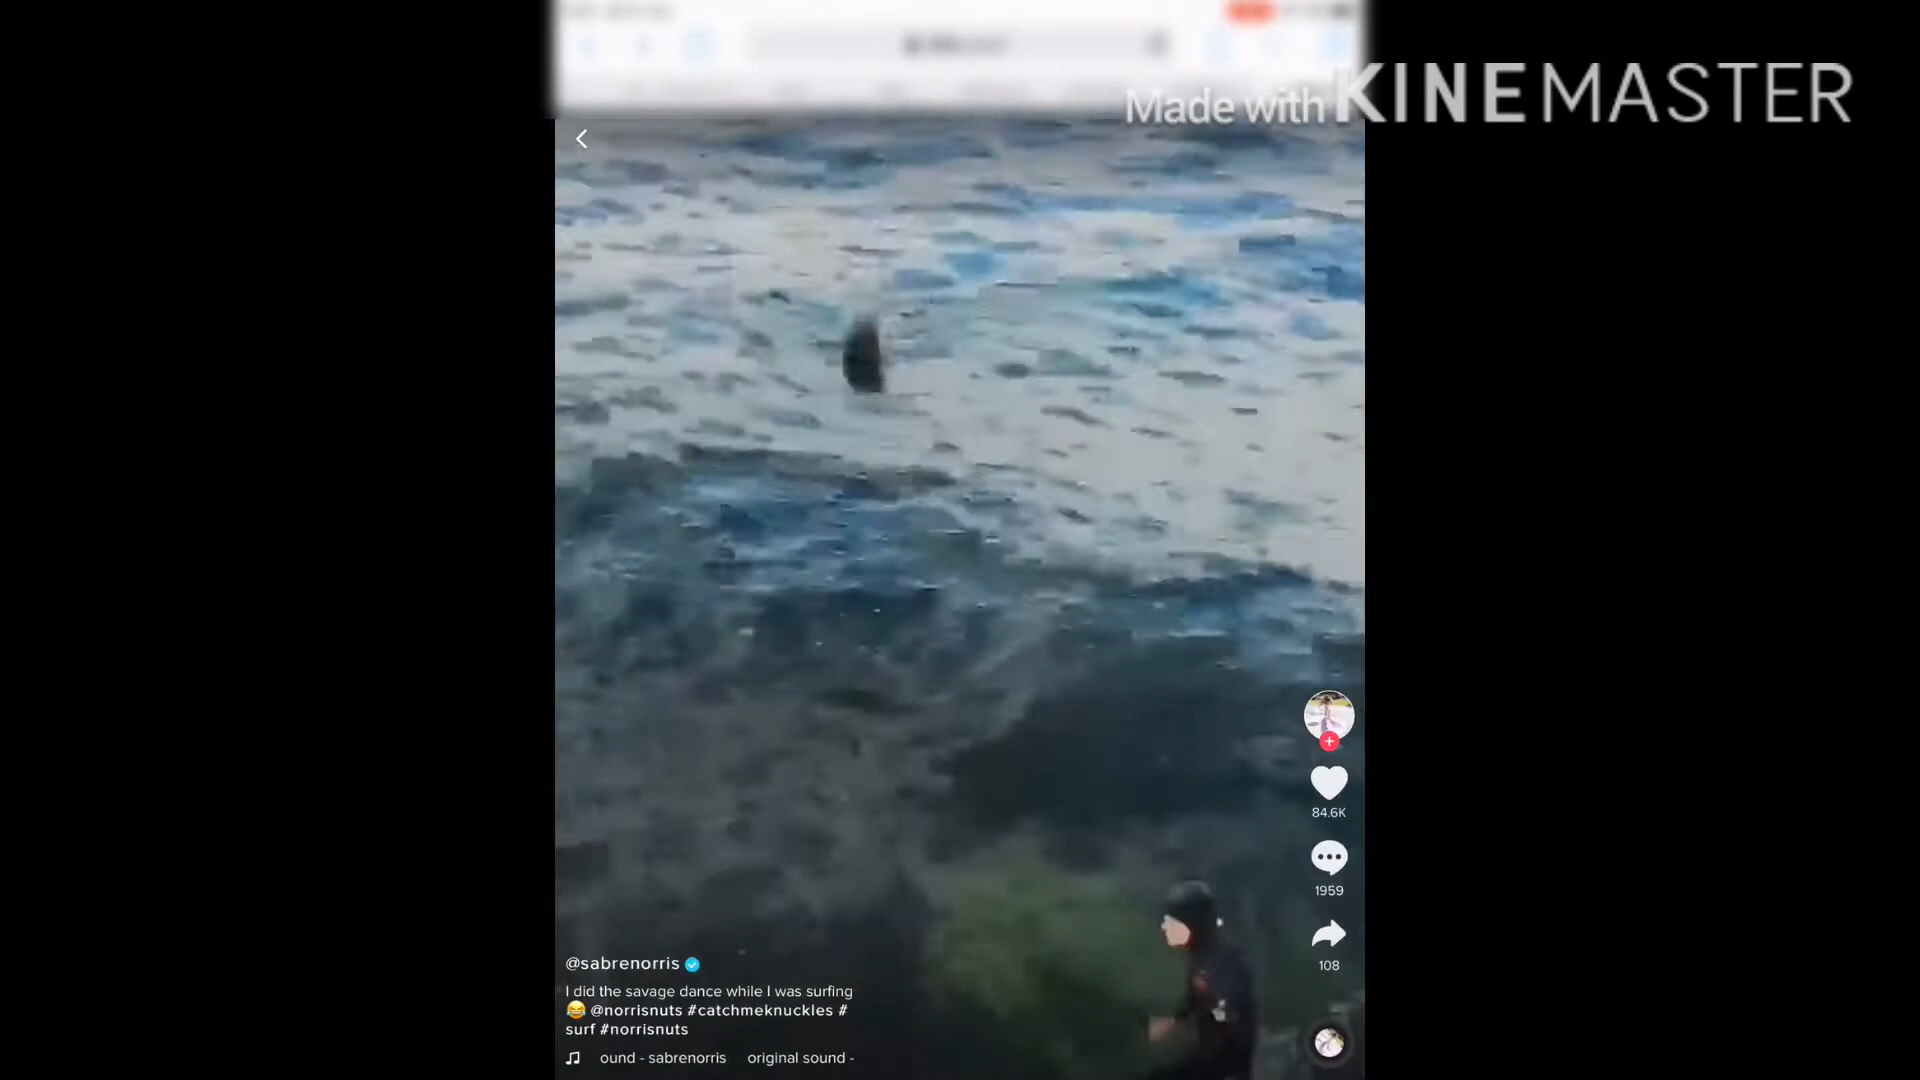 Made with KINEMASTER
84.6K
1959
108
@sabrenorris
I did the savage dance while I was surfing
😂 @norrisnuts #catchmeknuckles #
surf #norrisnuts
ound - sabrenorris original sound -